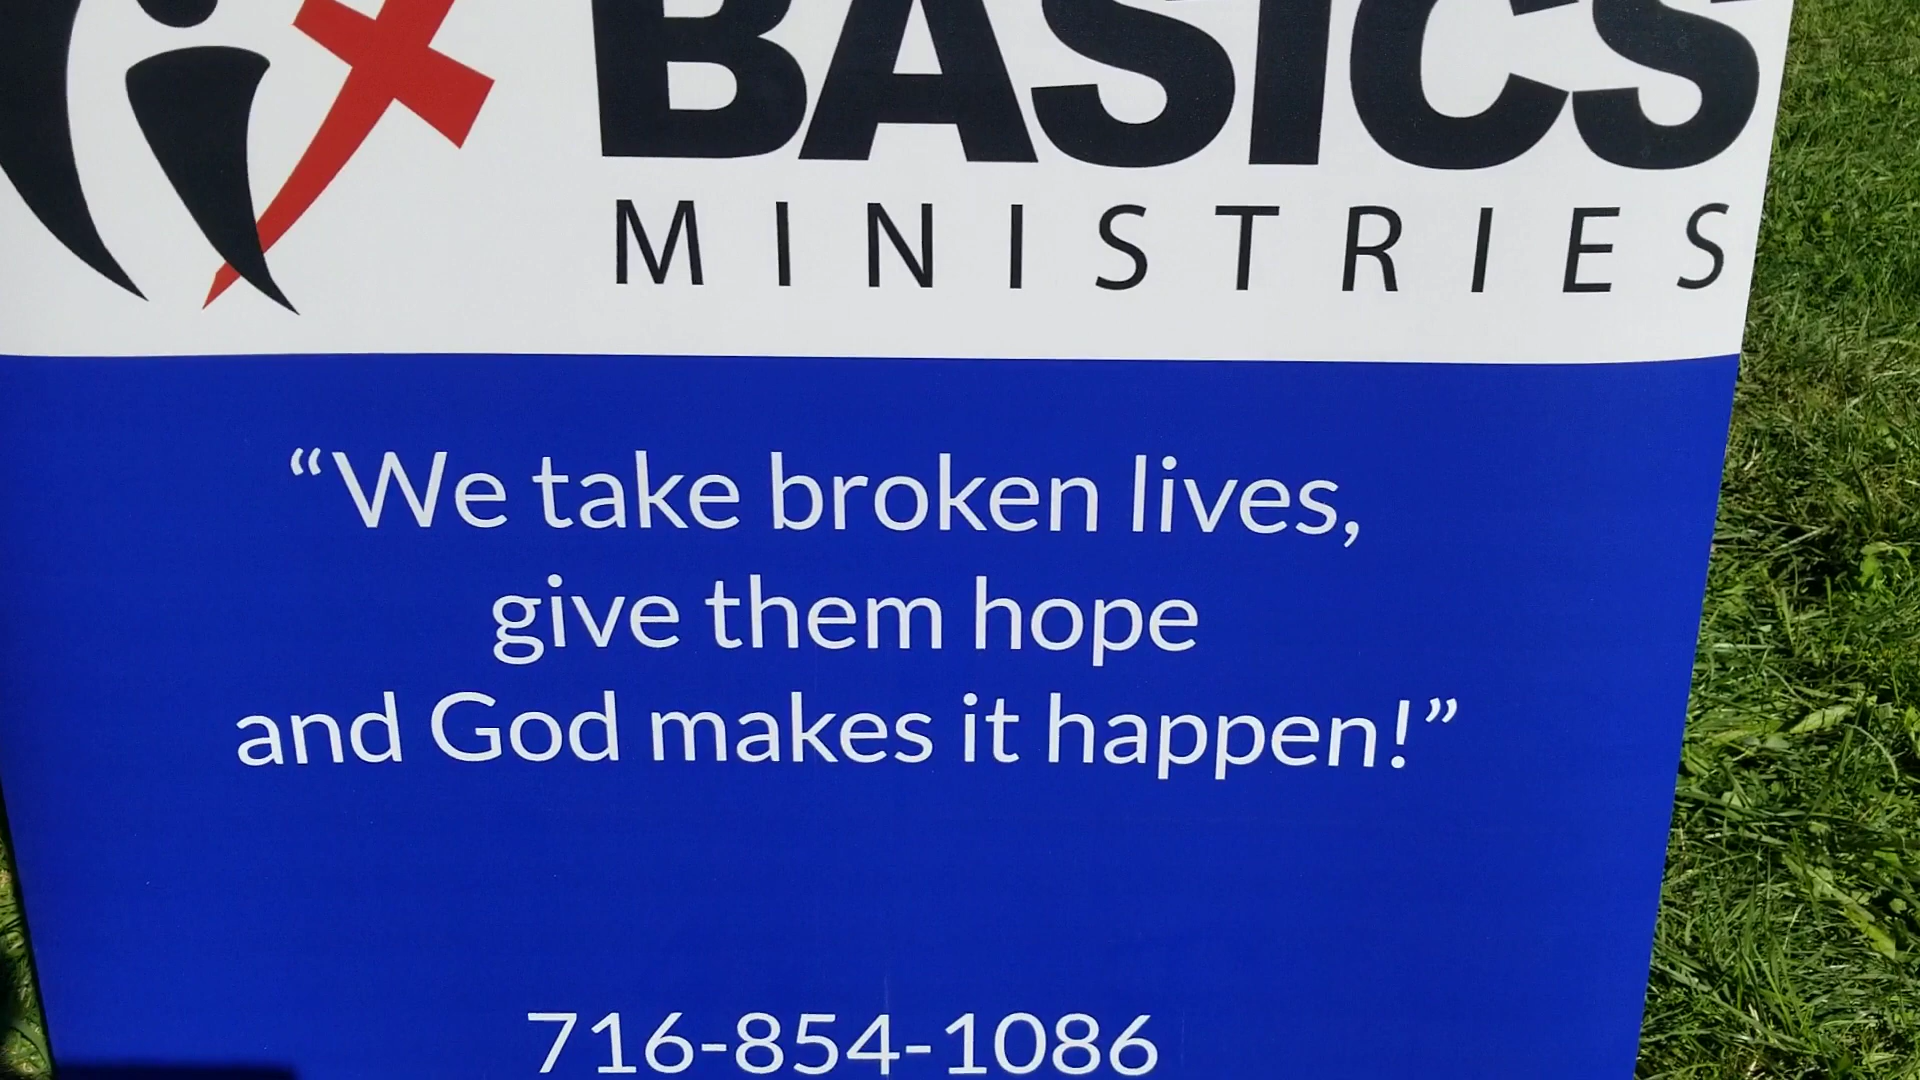 BASICS
MINISTRIES
“We take broken lives,
give them hope
and God makes it happen!”
716-854-1086